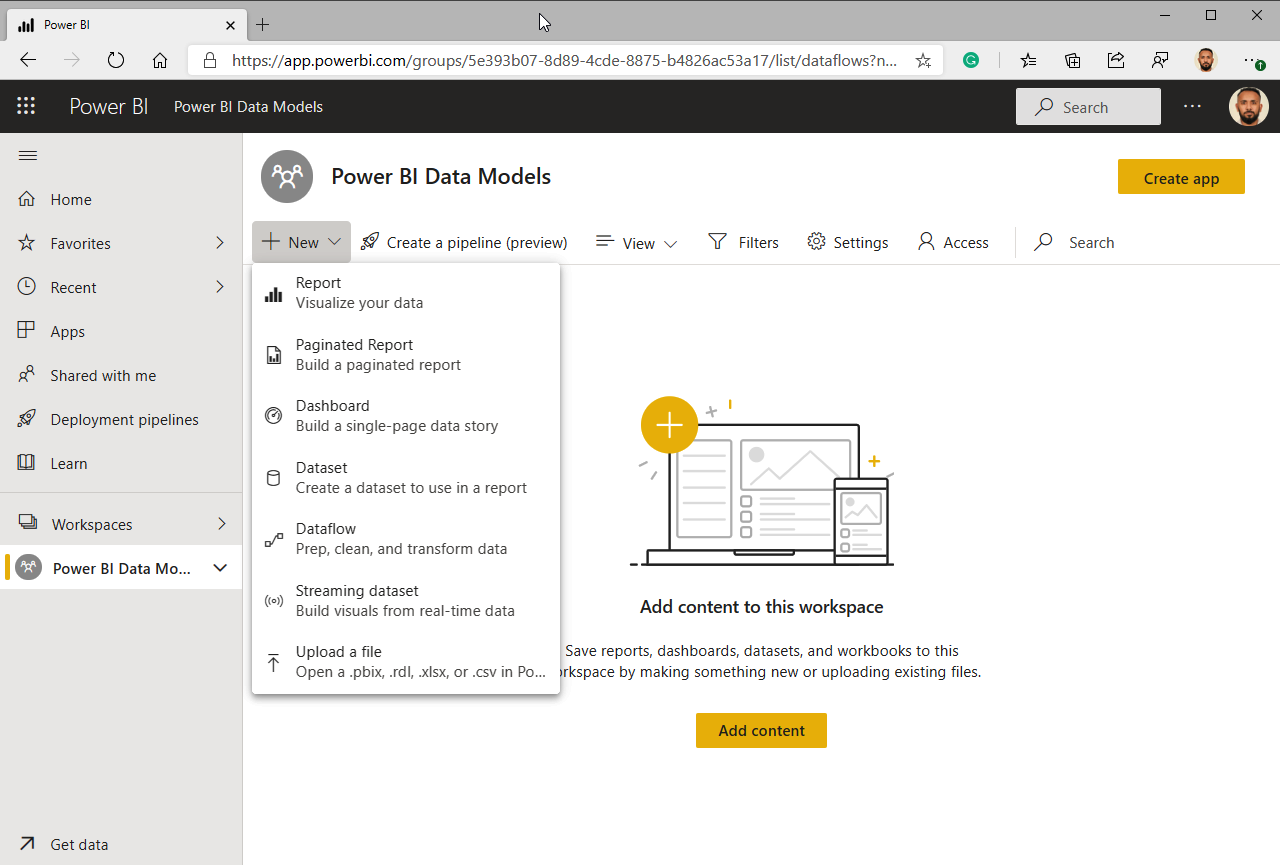 Power BI
https://app.powerbi.com/groups/5e393b07-8d89-4cde-8875-b4826ac53a17/list/dataflows?n...
Power BI Power BI Data Models Search
Home
Favorites
Recent
Apps
Shared with me
Deployment pipelines
Learn
Workspaces
Power BI Data Mo...
Get data
Power BI Data Models
Create app
New Create a pipeline (preview) View Filters Settings Access Search
Report
Visualize your data
Paginated Report
Build a paginated report
Dashboard
Build a single-page data story
Dataset
Create a dataset to use in a report
Dataflow
Prep, clean, and transform data
Streaming dataset
Build visuals from real-time data
Upload a file
Open a .pbix, .rdl, .xlsx, or .csv in Po...
Add content to this workspace
Save reports, dashboards, datasets, and workbooks to this
orkspace by making something new or uploading existing files.
Add content